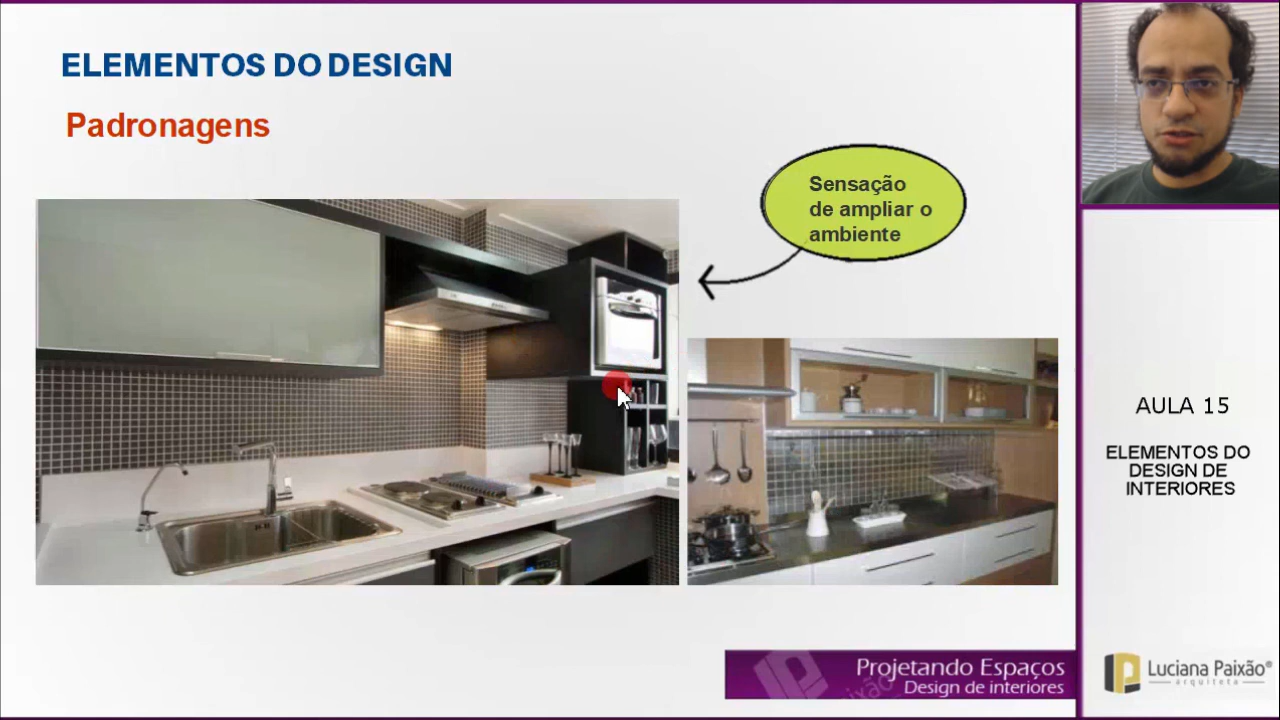 ELEMENTOS DO DESIGN
Padronagens
Sensação
de ampliar o
ambiente
AULA 15
ELEMENTOS DO
DESIGN DE
INTERIORES
Projetando Espaços
Design de interiores
Luciana Paixão®
arquiteta